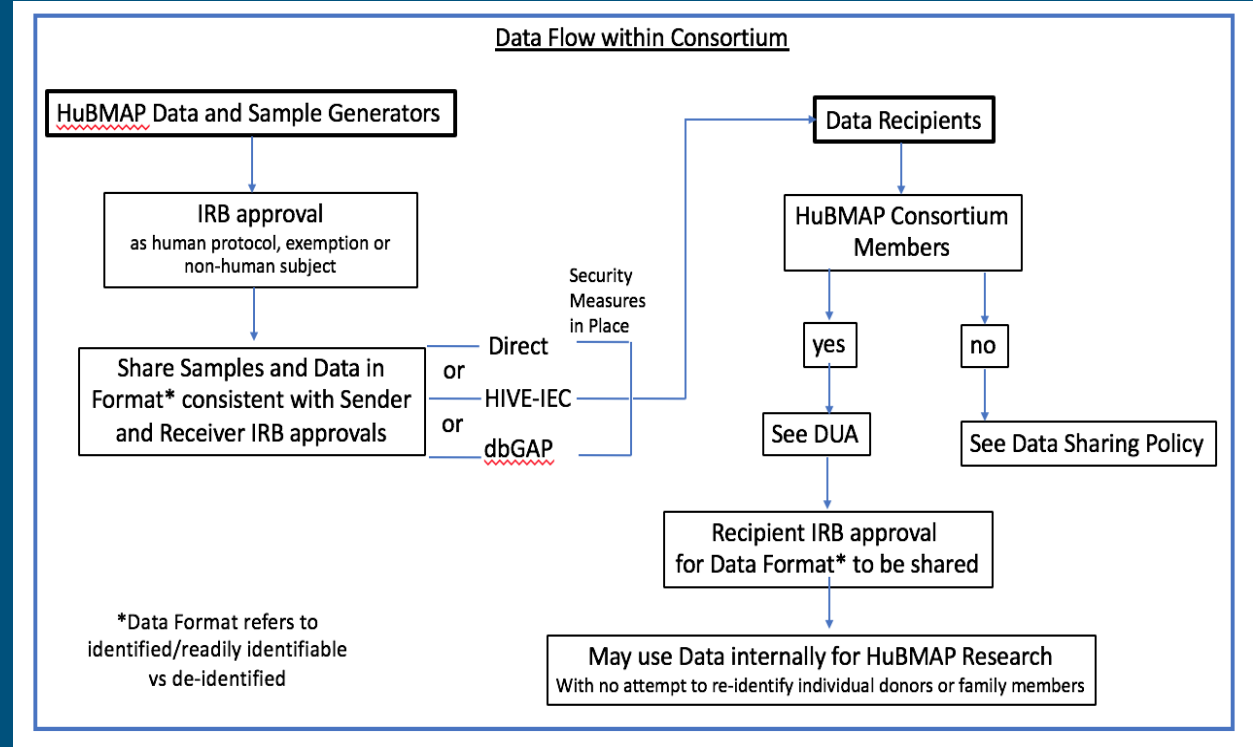 Data Flow within Consortium
HuBMAP Data and Sample Generators
IRB approval
as human protocol, exemption or
non-human subject
Share Samples and Data in
Format* consistent with Sender
and Receiver IRB approvals
Security
Measures
in Place
Direct
or
HIVE-IEC
or
dbGAP
Data Recipients
HuBMAP Consortium
Members
yes
no
See DUA
See Data Sharing Policy
Recipient IRB approval
for Data Format* to be shared
May use Data internally for HuBMAP Research
With no attempt to re-identify individual donors or family members
*Data Format refers to
identified/readily identifiable
vs de-identified